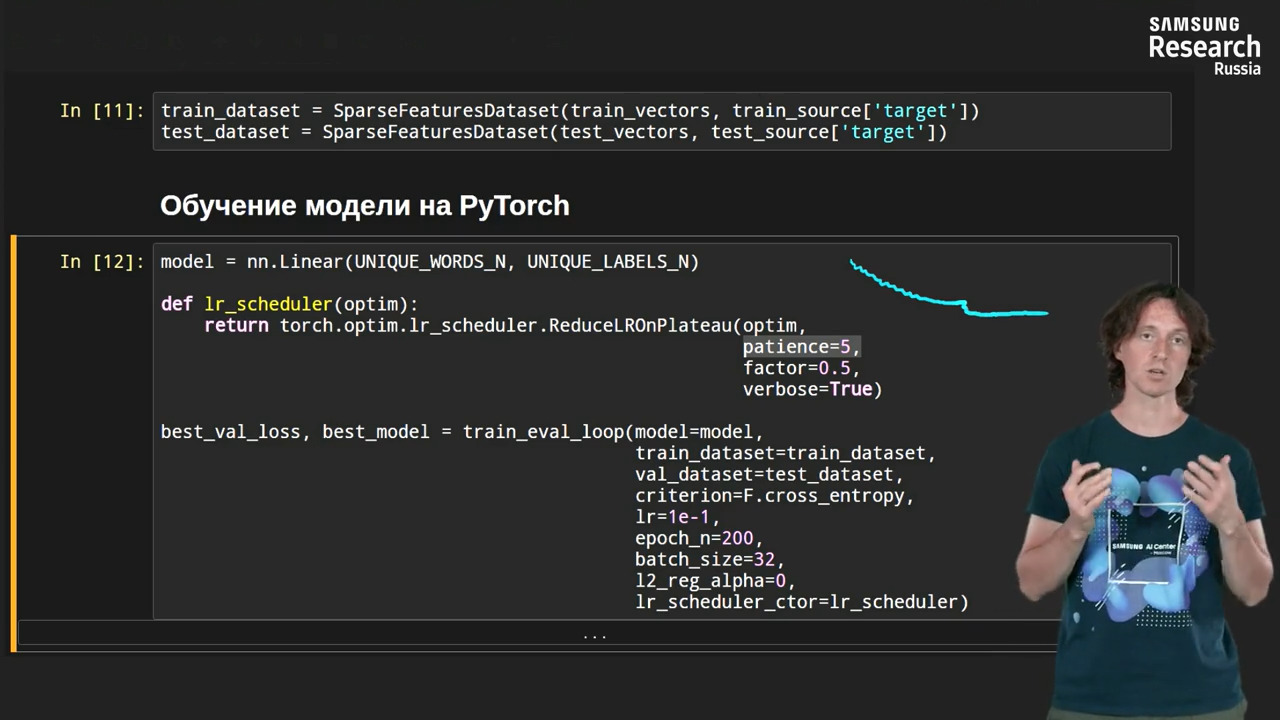 SAMSUNG
Research
Russia
In [11]: train_dataset = SparseFeaturesDataset(train_vectors, train_source['target'])
test_dataset = SparseFeaturesDataset(test_vectors, test_source['target'])
Обучение модели на PyTorch
In [12]: model = nn.Linear(UNIQUE_WORDS_N, UNIQUE_LABELS_N)
def lr_scheduler(optim):
return torch.optim.lr_scheduler.ReduceLROnPlateau(optim,
patience=5,
factor=0.5,
verbose=True)
best_val_loss, best_model = train_eval_loop(model=model,
train_dataset=train_dataset,
val_dataset=test_dataset,
criterion=F.cross_entropy,
lr=1e-1,
epoch_n=200,
batch_size=32,
l2_reg_alpha=0,
lr_scheduler_ctor=lr_scheduler)
...
SAMSUNG AI Center